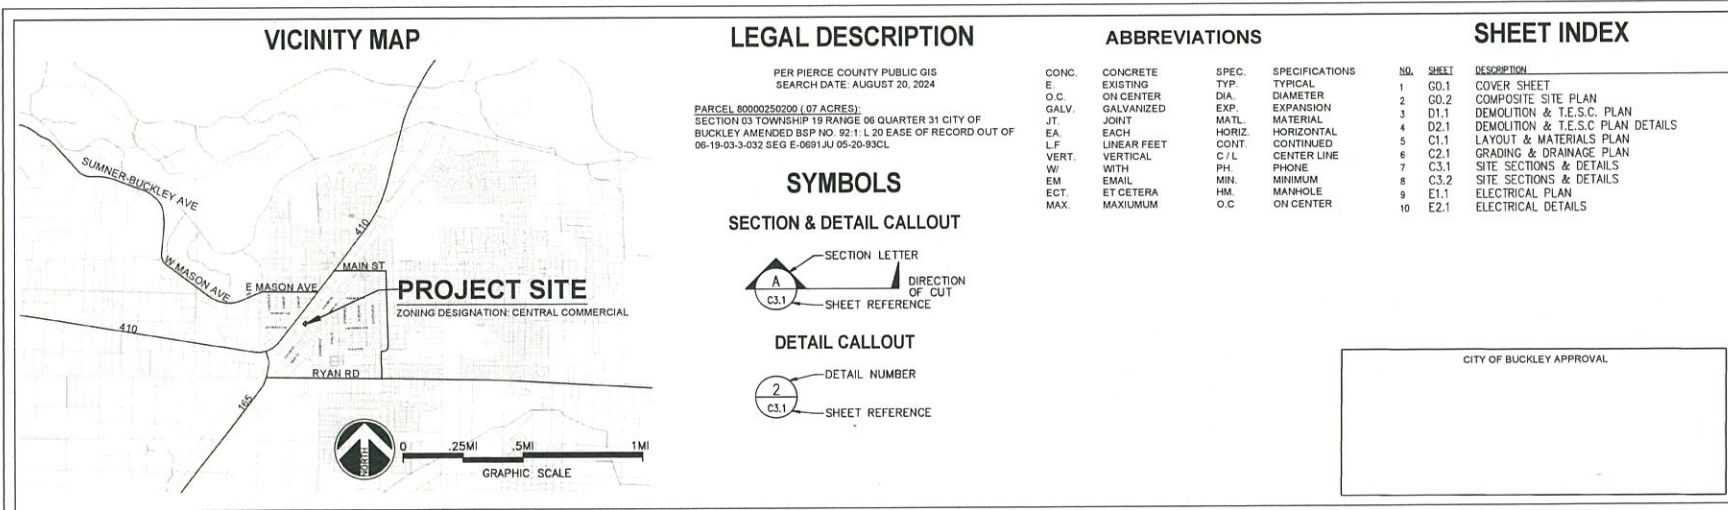 VICINITY MAP
SUMNER-BUCKLEY AVE
W MASON AVE
E MASON AVE
MAIN ST
410
410
165
RYAN RD
PROJECT SITE
ZONING DESIGNATION: CENTRAL COMMERCIAL
NORTH
0 .25MI .5MI 1MI
GRAPHIC SCALE
LEGAL DESCRIPTION
PER PIERCE COUNTY PUBLIC GIS
SEARCH DATE: AUGUST 20, 2024
PARCEL 80000250200 (.07 ACRES):
SECTION 03 TOWNSHIP 19 RANGE 06 QUARTER 31 CITY OF
BUCKLEY AMENDED BSP NO. 92:1: L 20 EASE OF RECORD OUT OF
06-19-03-3-032 SEG E-0691JU 05-20-93CL
SYMBOLS
SECTION & DETAIL CALLOUT
SECTION LETTER
A
C3.1
DIRECTION
OF CUT
SHEET REFERENCE
DETAIL CALLOUT
DETAIL NUMBER
2
C3.1
SHEET REFERENCE
ABBREVIATIONS
CONC. CONCRETE SPEC. SPECIFICATIONS
E. EXISTING TYP. TYPICAL
O.C. ON CENTER DIA. DIAMETER
GALV. GALVANIZED EXP. EXPANSION
JT. JOINT MATL. MATERIAL
EA. EACH HORIZ. HORIZONTAL
L.F LINEAR FEET CONT. CONTINUED
VERT. VERTICAL C / L CENTER LINE
W/ WITH PH. PHONE
EM EMAIL MIN. MINIMUM
ECT. ET CETERA HM. MANHOLE
MAX. MAXIUMUM O.C ON CENTER
SHEET INDEX
NO. SHEET DESCRIPTION
1 G0.1 COVER SHEET
2 G0.2 COMPOSITE SITE PLAN
3 D1.1 DEMOLITION & T.E.S.C. PLAN
4 D2.1 DEMOLITION & T.E.S.C PLAN DETAILS
5 C1.1 LAYOUT & MATERIALS PLAN
6 C2.1 GRADING & DRAINAGE PLAN
7 C3.1 SITE SECTIONS & DETAILS
8 C3.2 SITE SECTIONS & DETAILS
9 E1.1 ELECTRICAL PLAN
10 E2.1 ELECTRICAL DETAILS
CITY OF BUCKLEY APPROVAL